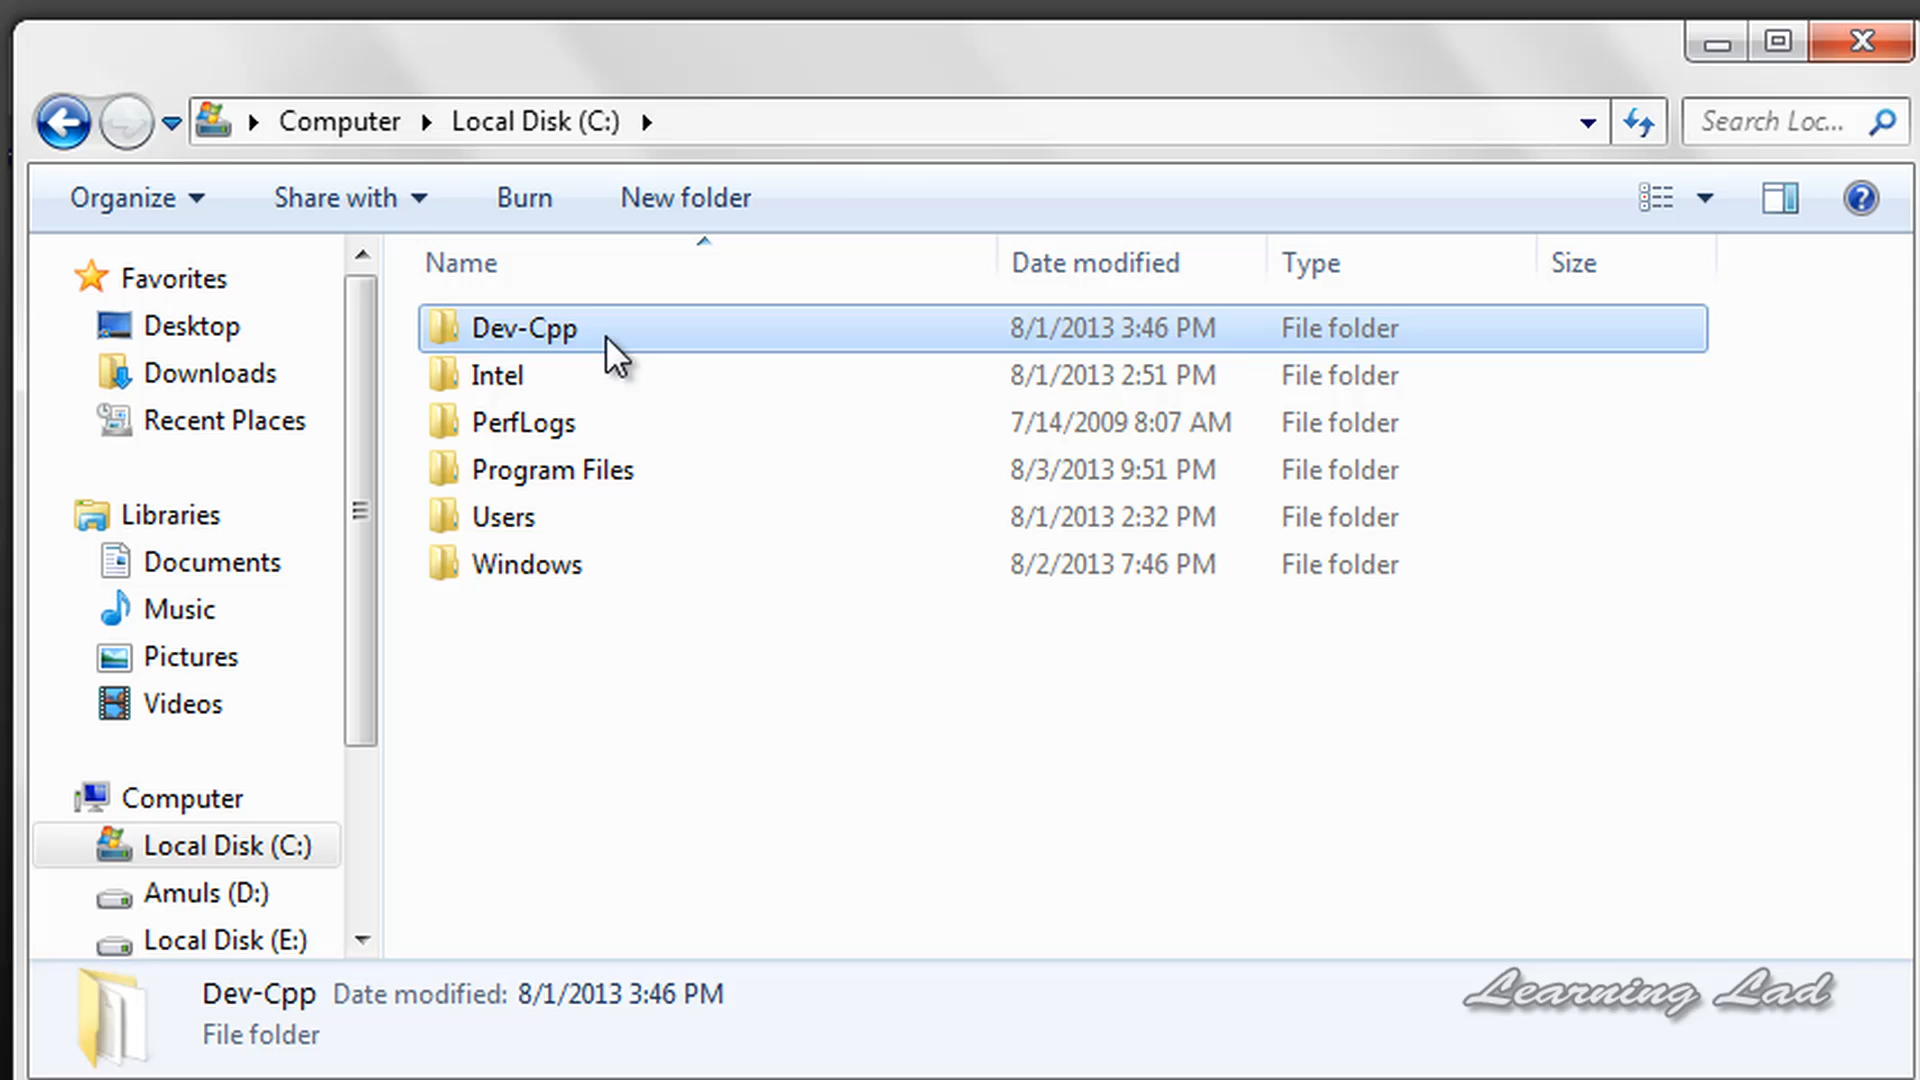 Computer Local Disk (C:)
Search Loc...
Organize Share with Burn New folder
Favorites
Desktop
Downloads
Recent Places
Libraries
Documents
Music
Pictures
Videos
Computer
Local Disk (C:)
Amuls (D:)
Local Disk (E:)
Name Date modified Type Size
Dev-Cpp 8/1/2013 3:46 PM File folder
Intel 8/1/2013 2:51 PM File folder
PerfLogs 7/14/2009 8:07 AM File folder
Program Files 8/3/2013 9:51 PM File folder
Users 8/1/2013 2:32 PM File folder
Windows 8/2/2013 7:46 PM File folder
Dev-Cpp Date modified: 8/1/2013 3:46 PM
File folder
Learning Lad